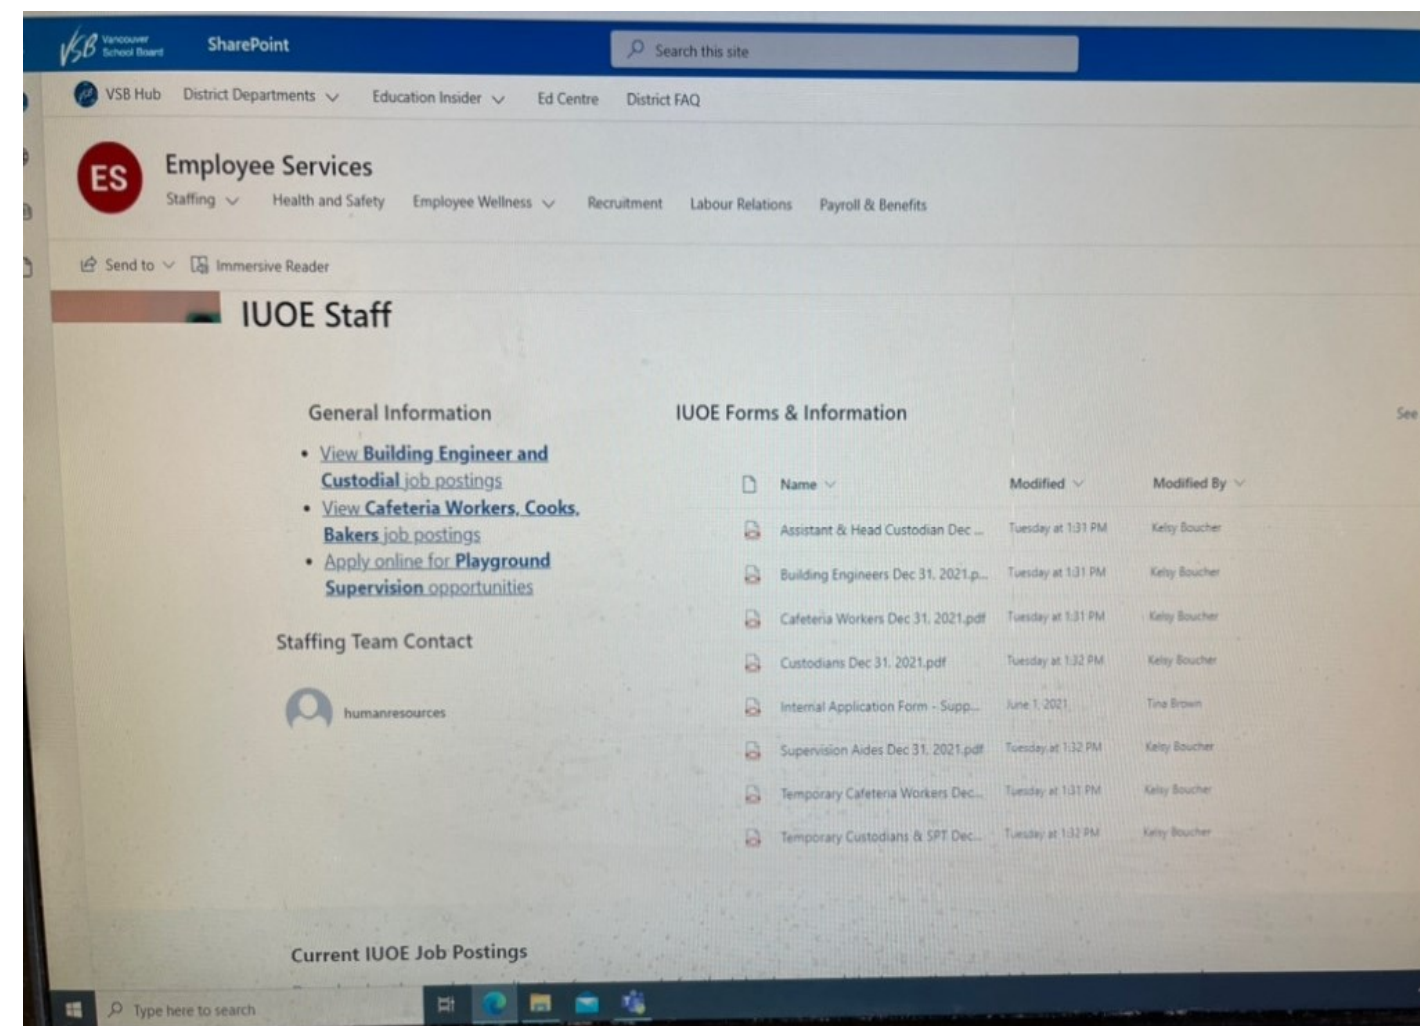 VSB Vancouver
School Board
SharePoint
Search this site
VSB Hub District Departments Education Insider Ed Centre District FAQ
ES
Employee Services
Staffing Health and Safety Employee Wellness Recruitment Labour Relations Payroll & Benefits
Send to Immersive Reader
IUOE Staff
General Information
• View Building Engineer and
Custodial job postings
• View Cafeteria Workers, Cooks,
Bakers job postings
• Apply online for Playground
Supervision opportunities
Staffing Team Contact
humanresources
IUOE Forms & Information
See
Name Modified Modified By
Assistant & Head Custodian Dec ... Tuesday at 1:31 PM Kelsy Boucher
Building Engineers Dec 31, 2021.p... Tuesday at 1:31 PM Kelsy Boucher
Cafeteria Workers Dec 31, 2021.pdf Tuesday at 1:31 PM Kelsy Boucher
Custodians Dec 31, 2021.pdf Tuesday at 1:32 PM Kelsy Boucher
Internal Application Form - Supp... June 1, 2021 Tina Brown
Supervision Aides Dec 31, 2021.pdf Tuesday at 1:32 PM Kelsy Boucher
Temporary Cafeteria Workers Dec... Tuesday at 1:31 PM Kelsy Boucher
Temporary Custodians & SPT Dec... Tuesday at 1:32 PM Kelsy Boucher
Current IUOE Job Postings
Type here to search